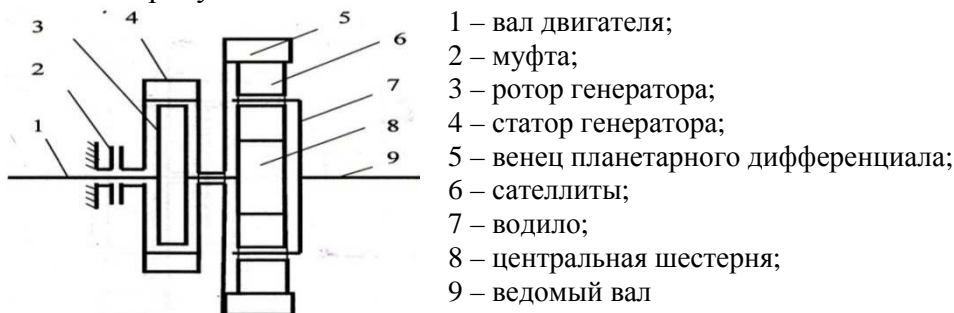 3
4
5
6
2
7
1
8
9
1 – вал двигателя;
2 – муфта;
3 – ротор генератора;
4 – статор генератора;
5 – венец планетарного дифференциала;
6 – сателлиты;
7 – водило;
8 – центральная шестерня;
9 – ведомый вал